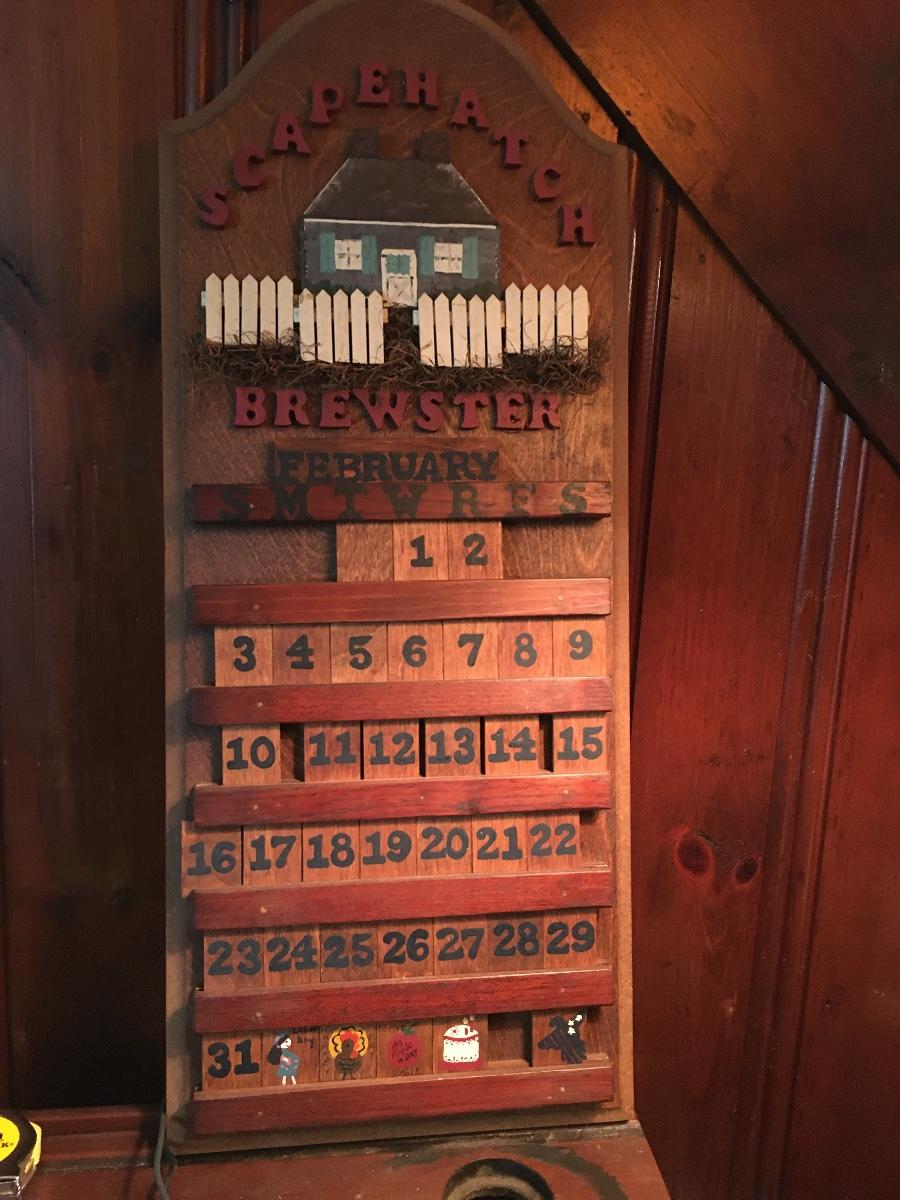 SCAPEHATCH
BREWSTER
FEBRUARY
S M T W R F S
1 2
3 4 5 6 7 8 9
10 11 12 13 14 15
16 17 18 19 20 21 22
23 24 25 26 27 28 29
31